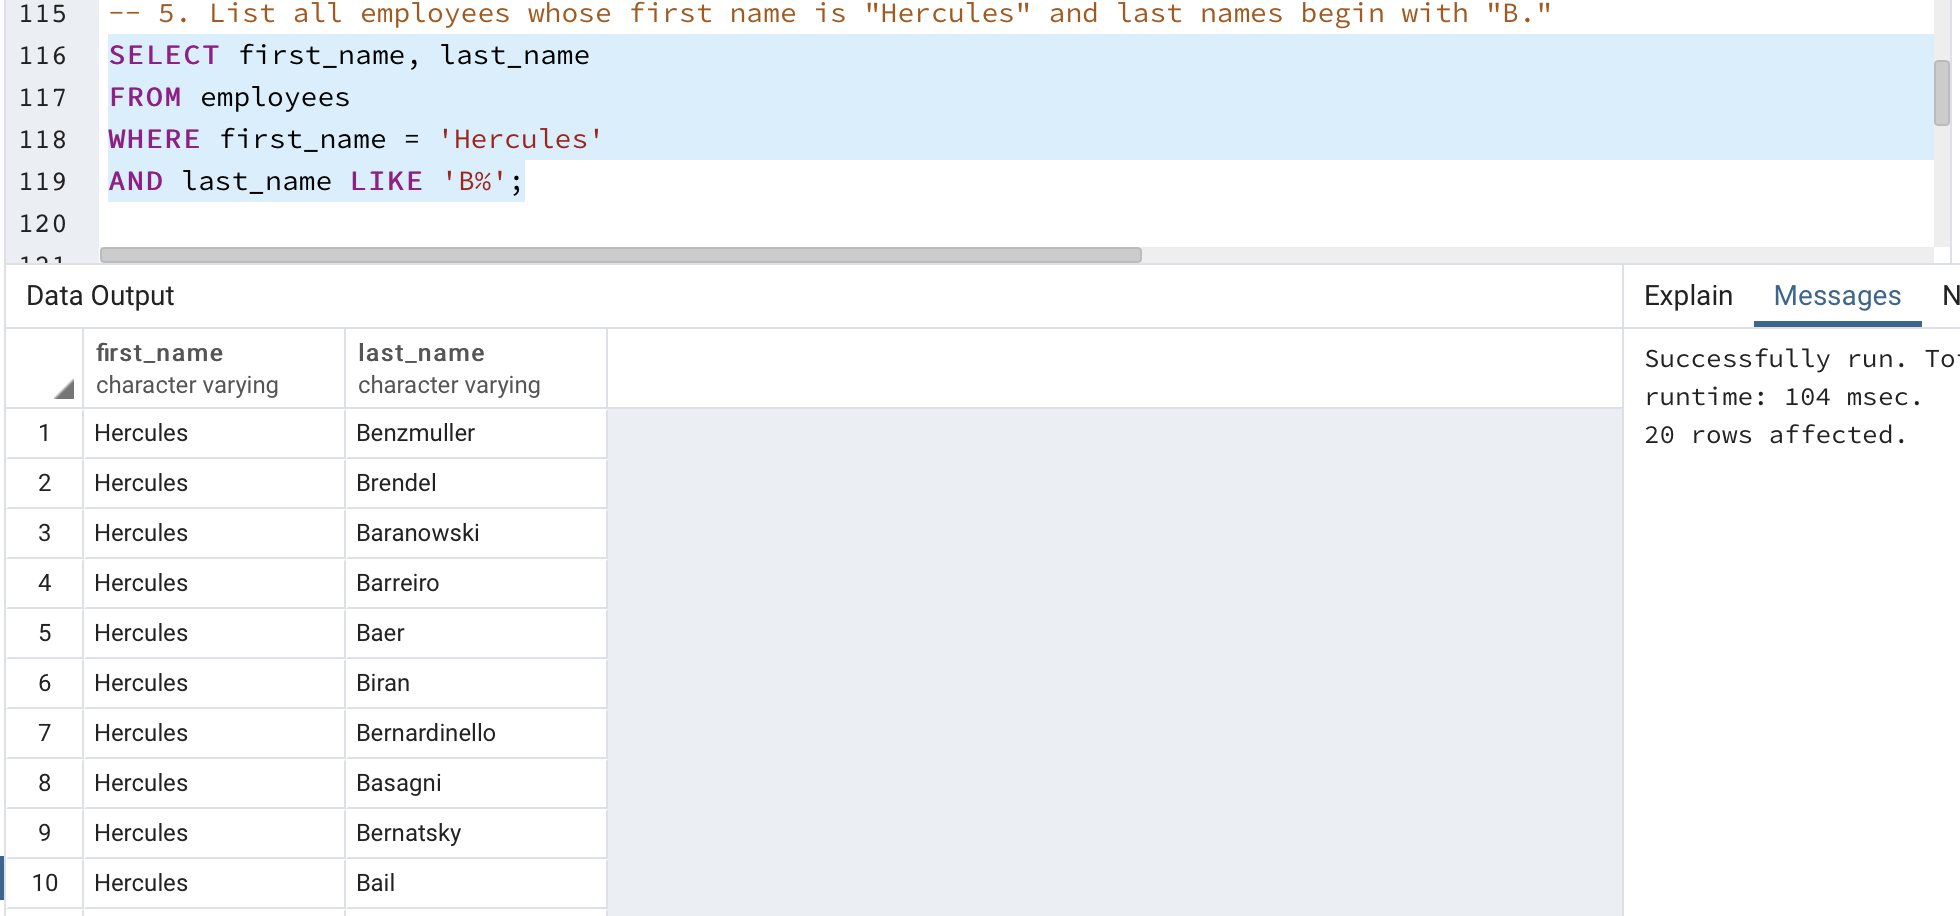 115 -- 5. List all employees whose first name is "Hercules" and last names begin with "B."
116 SELECT first_name, last_name
117 FROM employees
118 WHERE first_name = 'Hercules'
119 AND last_name LIKE 'B%';
120
121
Data Output
Explain Messages N
first_name last_name
character varying character varying
1 Hercules Benzmuller
2 Hercules Brendel
3 Hercules Baranowski
4 Hercules Barreiro
5 Hercules Baer
6 Hercules Biran
7 Hercules Bernardinello
8 Hercules Basagni
9 Hercules Bernatsky
10 Hercules Bail
Successfully run. To
runtime: 104 msec.
20 rows affected.